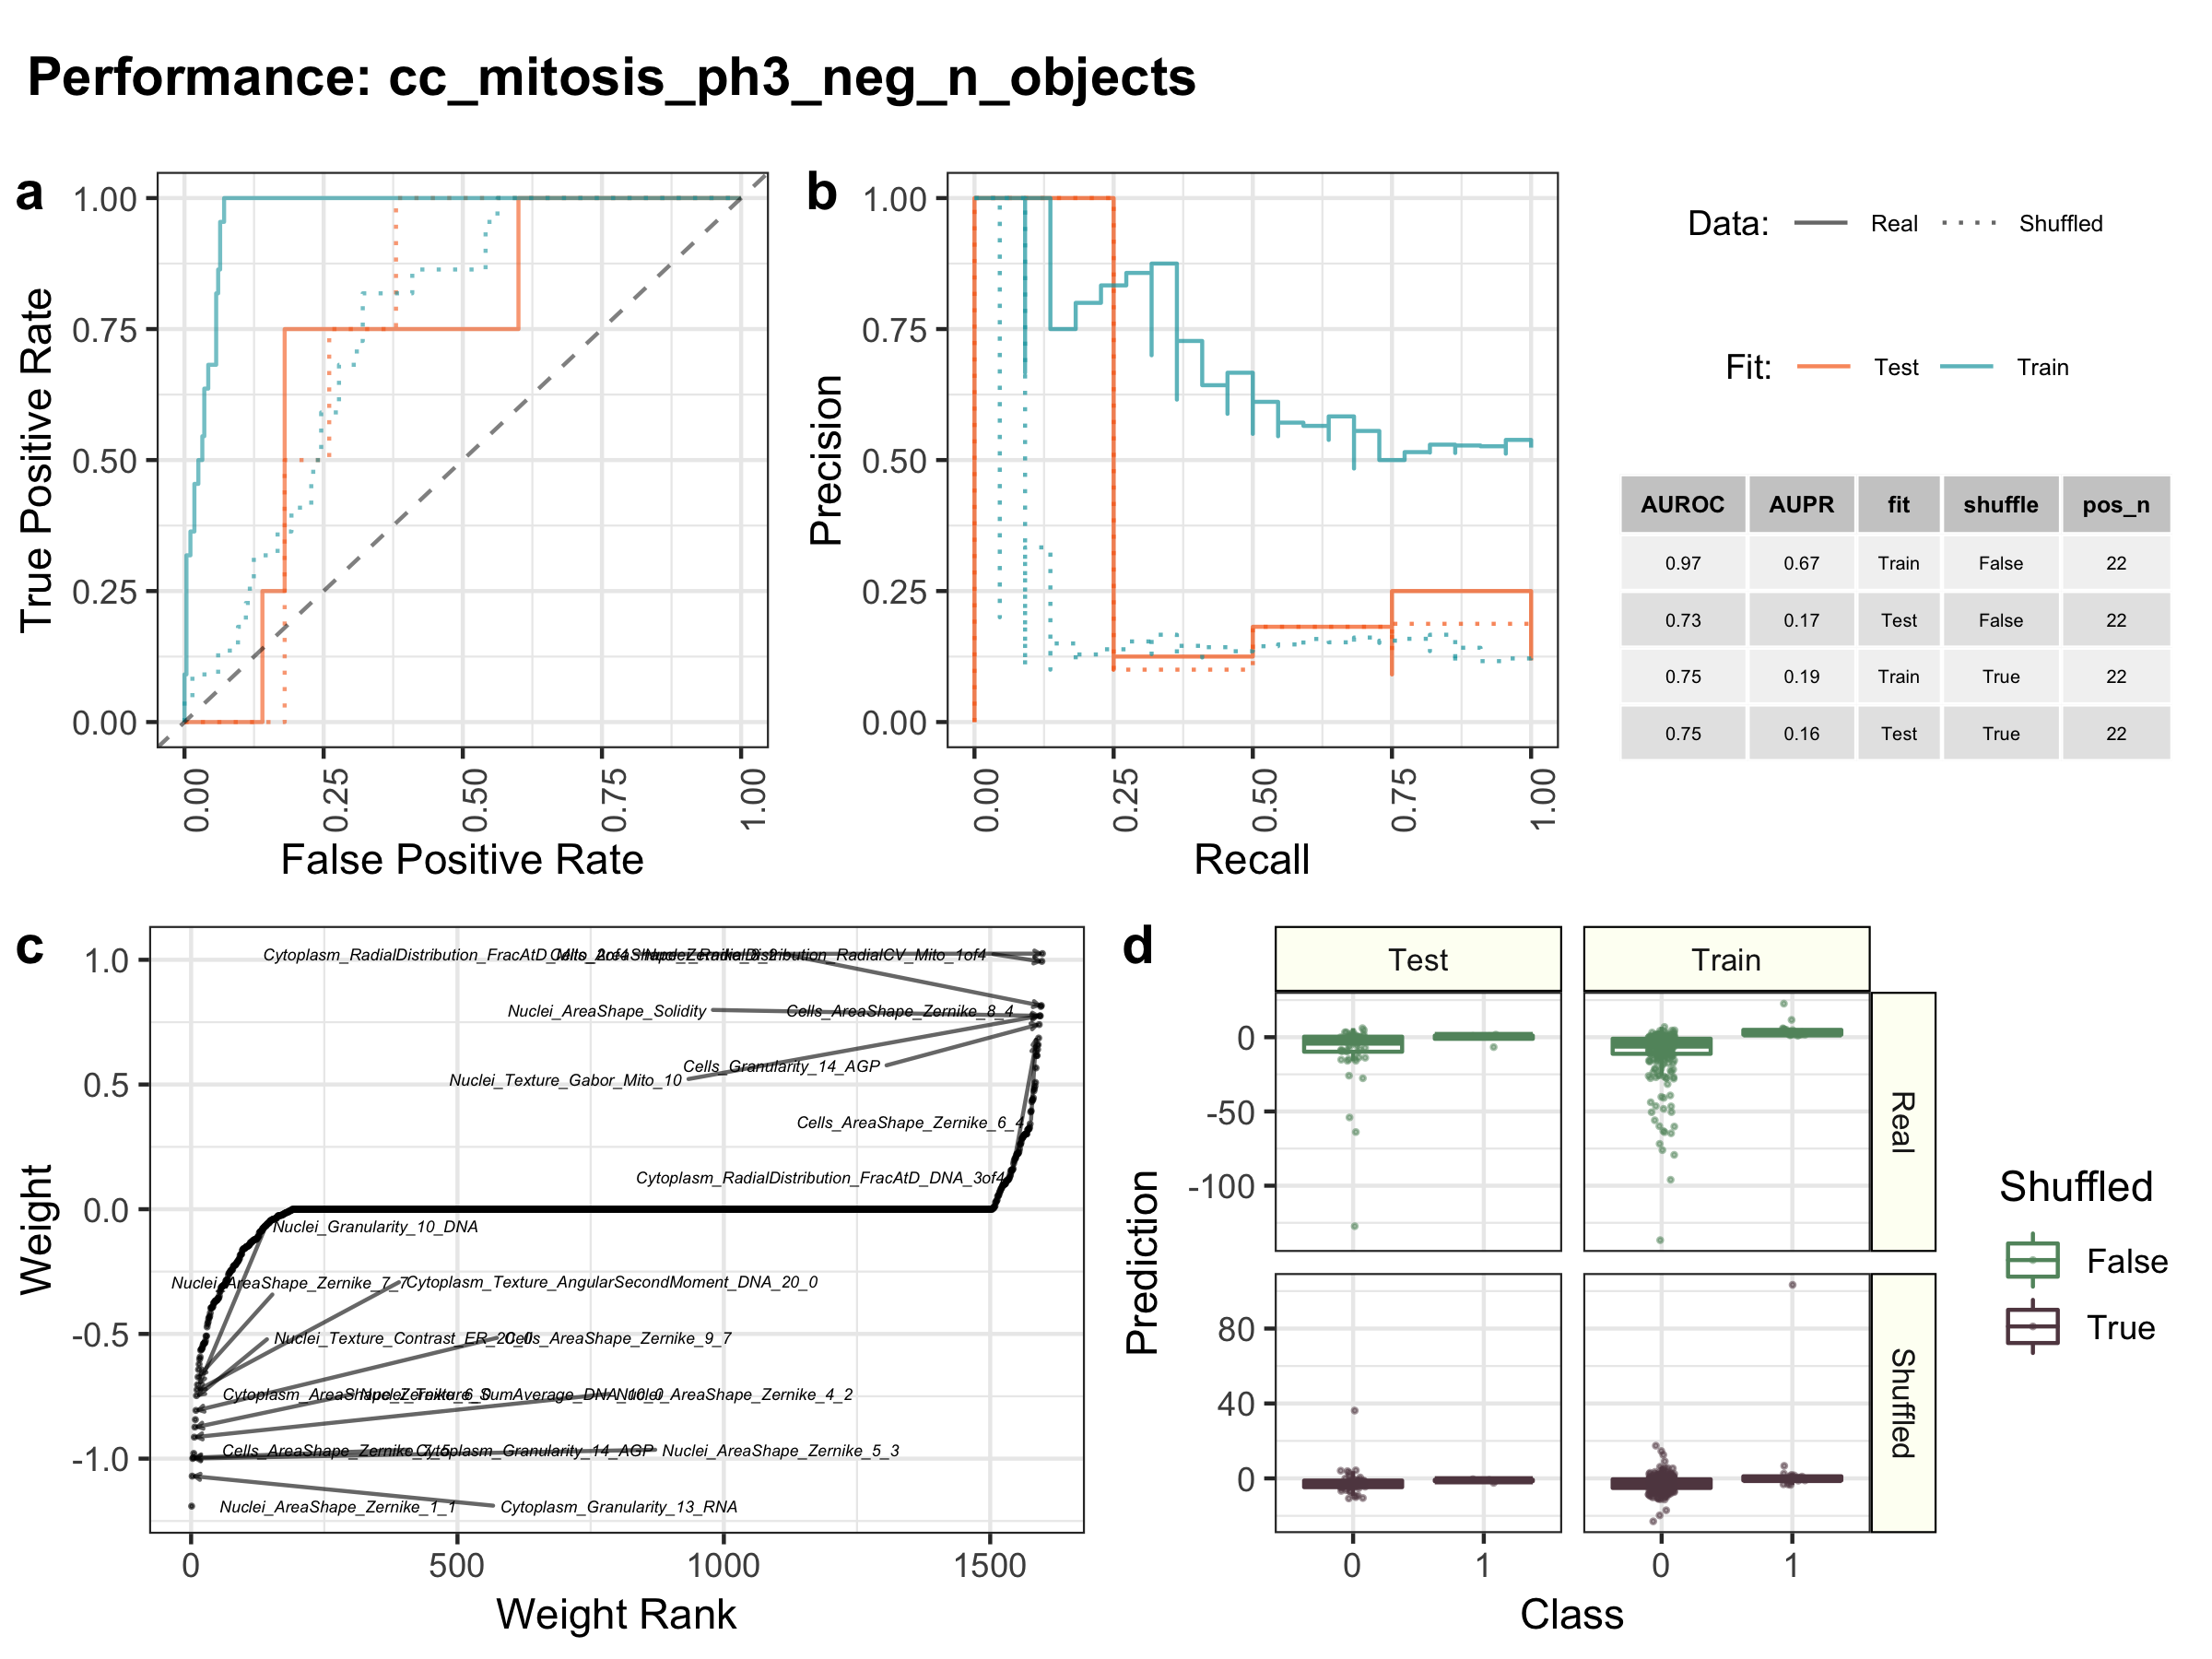 Performance: cc_mitosis_ph3_neg_n_objects
a
True Positive Rate
1.00
0.75
0.50
0.25
0.00
0.00
0.25
0.50
0.75
1.00
False Positive Rate
b
Precision
1.00
0.75
0.50
0.25
0.00
0.00
0.25
0.50
0.75
1.00
Recall
Data: Real Shuffled
Fit: Test Train
AUROC AUPR fit shuffle pos_n
0.97 0.67 Train False 22
0.73 0.17 Test False 22
0.75 0.19 Train True 22
0.75 0.16 Test True 22
c
Weight
1.0
0.5
0.0
-0.5
-1.0
Cytoplasm_RadialDistribution_FracAtD_Mito_2of4
Nuclei_RadialDistribution_RadialCV_Mito_1of4
Nuclei_AreaShape_Solidity
Cells_AreaShape_Zernike_8_4
Cells_Granularity_14_AGP
Nuclei_Texture_Gabor_Mito_10
Cells_AreaShape_Zernike_6_4
Cytoplasm_RadialDistribution_FracAtD_DNA_3of4
Nuclei_Granularity_10_DNA
Nuclei_AreaShape_Zernike_7_7
Cytoplasm_Texture_AngularSecondMoment_DNA_20_0
Nuclei_Texture_Contrast_ER_20_0
Cells_AreaShape_Zernike_9_7
Cytoplasm_AreaShape_Zernike_6_0
Nuclei_Texture_SumAverage_DNA_10_0
Nuclei_AreaShape_Zernike_4_2
Cells_AreaShape_Zernike_7_5
Cytoplasm_Granularity_14_AGP
Nuclei_AreaShape_Zernike_5_3
Nuclei_AreaShape_Zernike_1_1
Cytoplasm_Granularity_13_RNA
0
500
1000
1500
Weight Rank
d
Test
Train
Prediction
0
-50
-100
Real
80
40
0
Shuffled
0
1
0
1
Class
Shuffled
False
True